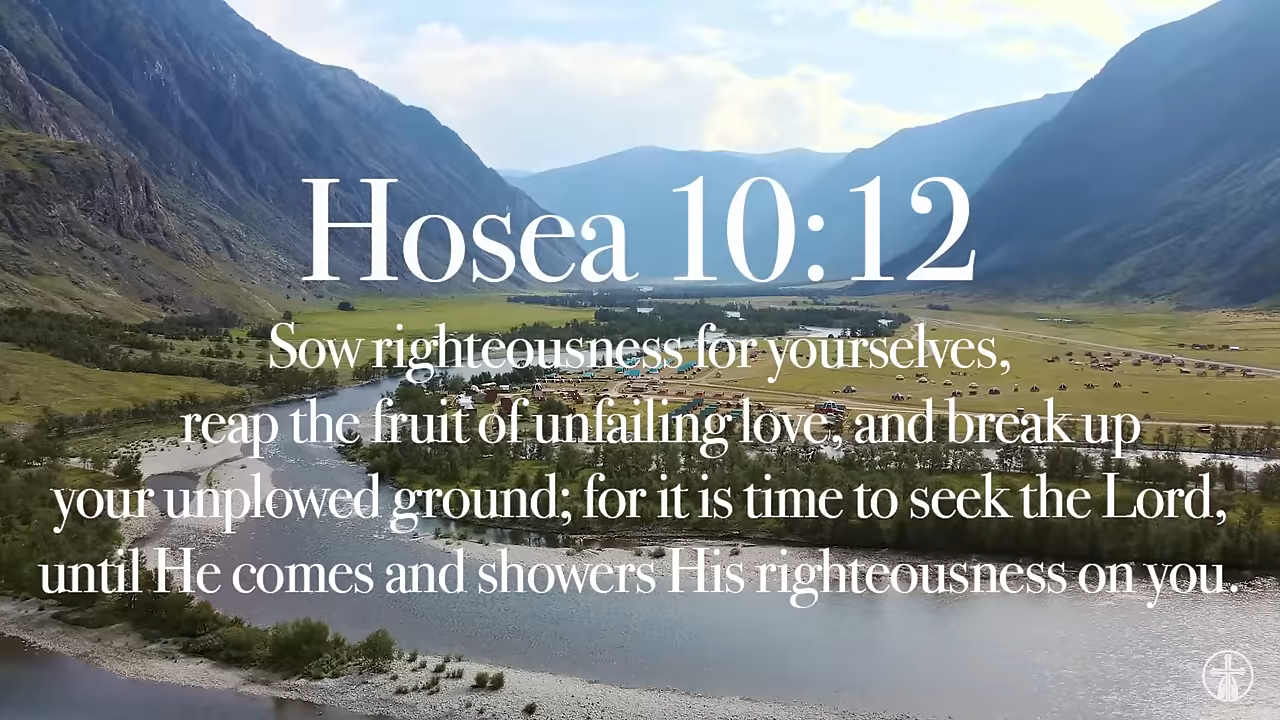 Hosea 10:12
Sow righteousness for yourselves,
reap the fruit of unfailing love, and break up
your unplowed ground; for it is time to seek the Lord,
until He comes and showers His righteousness on you.